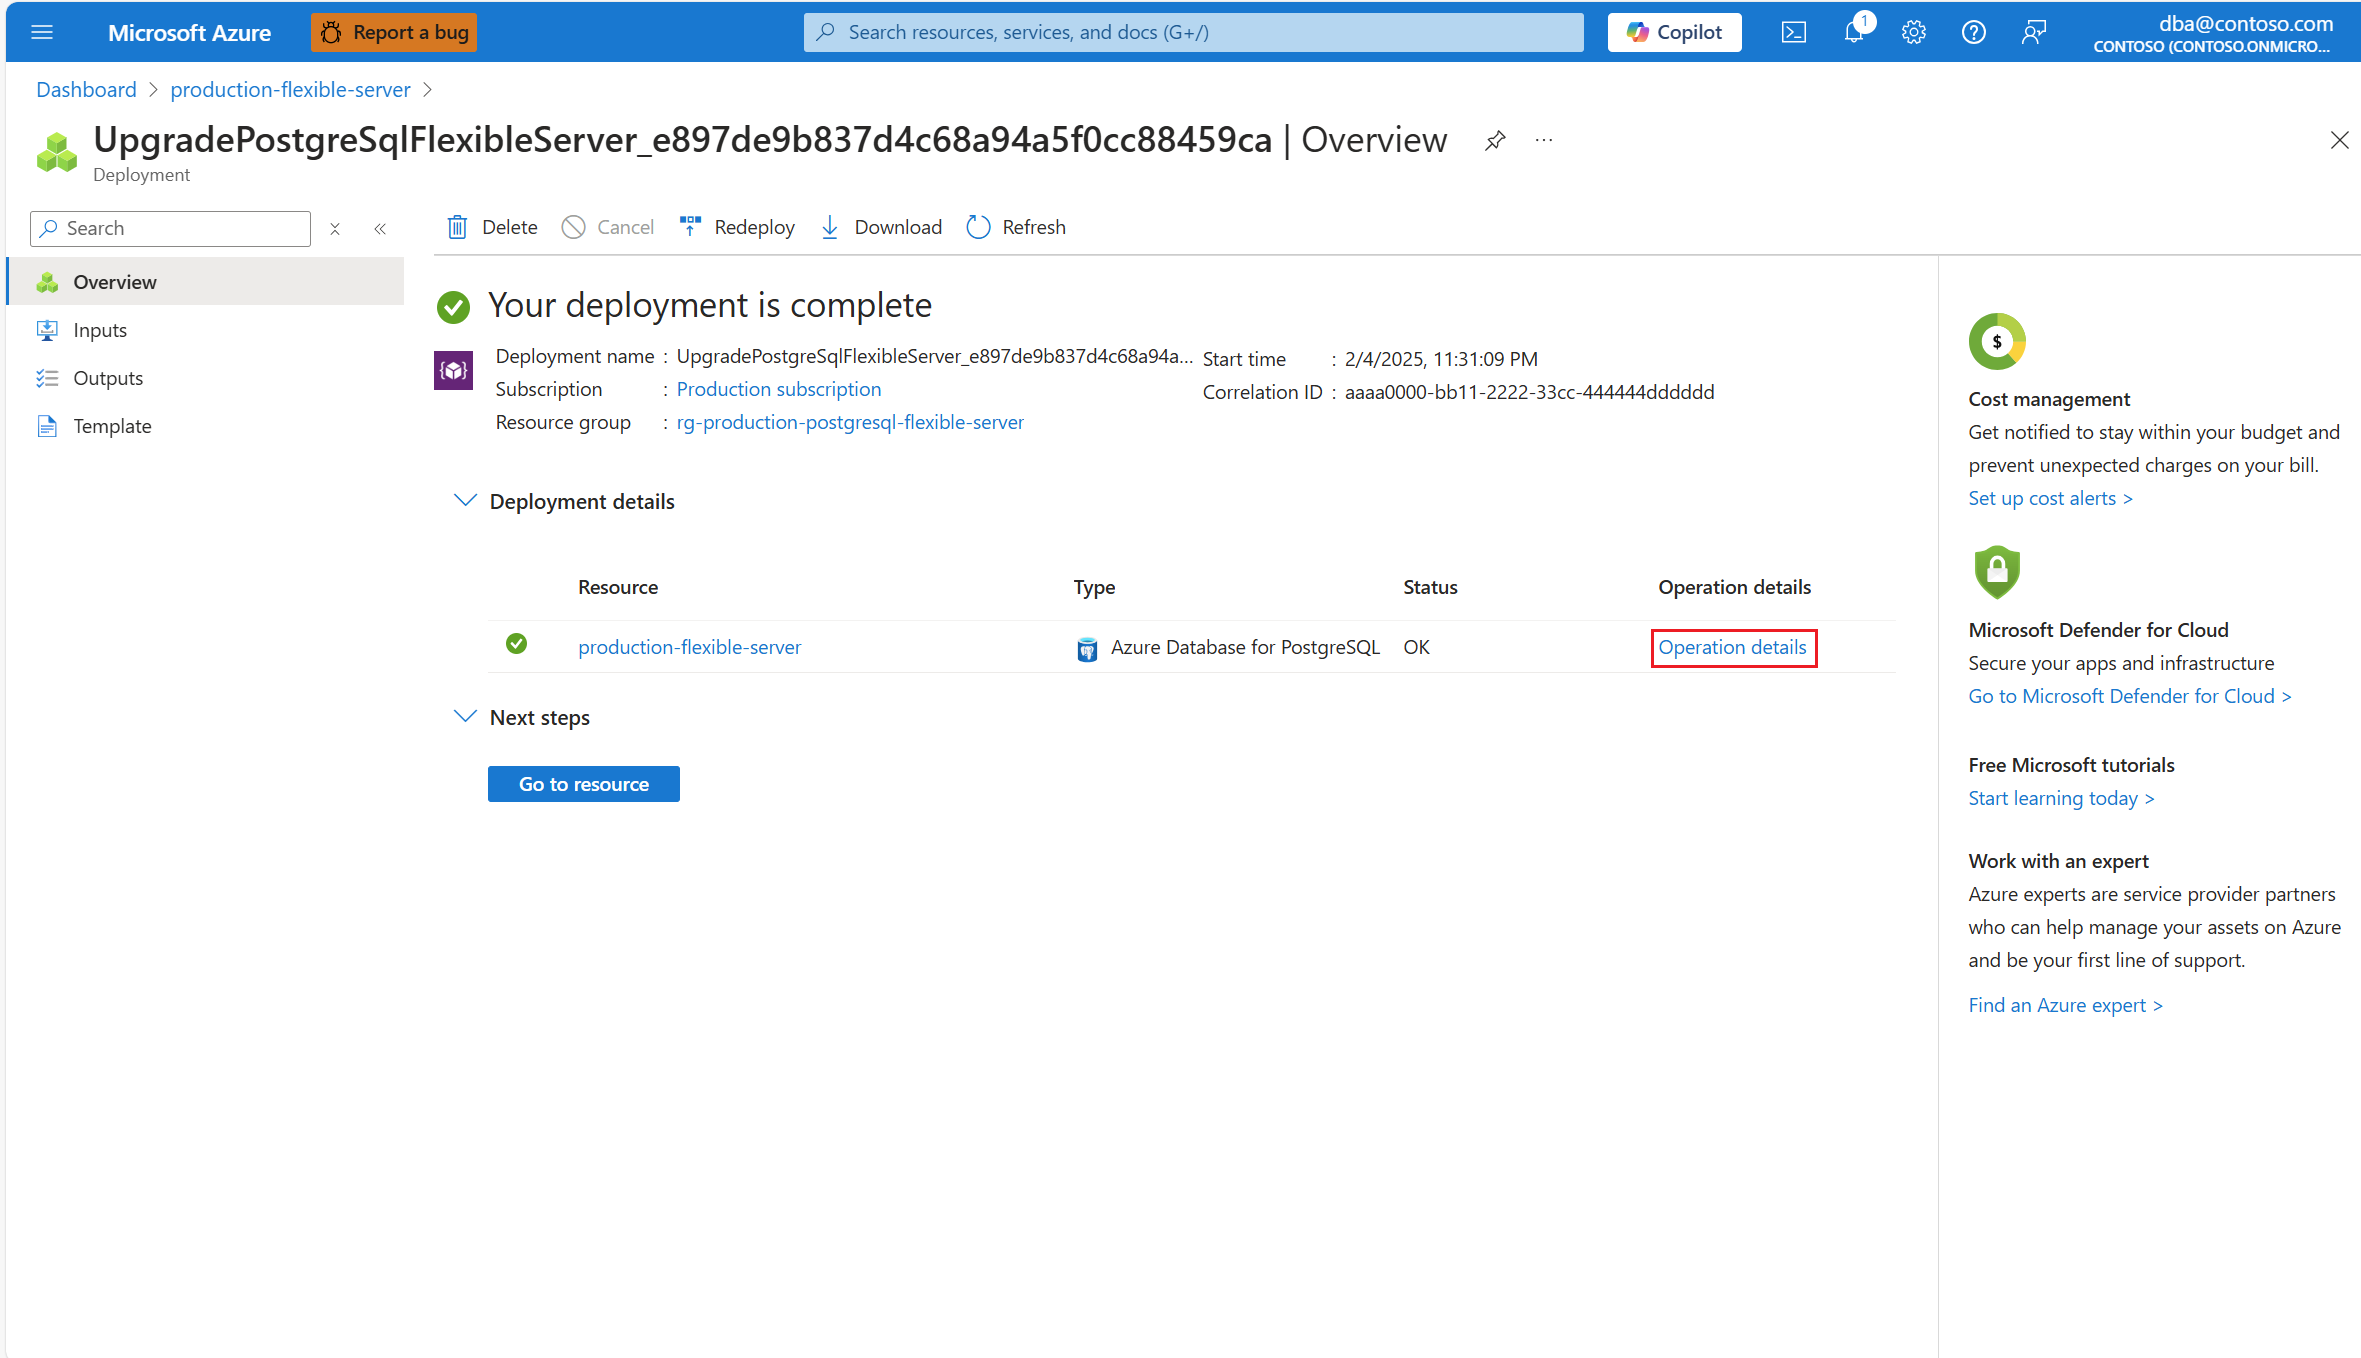 Microsoft Azure
Report a bug
Search resources, services, and docs (G+/)
Copilot
1
dba@contoso.com
CONTOSO (CONTOSO.ONMICRO...
Dashboard > production-flexible-server >
UpgradePostgreSqlFlexibleServer_e897de9b837d4c68a94a5f0cc88459ca | Overview
Deployment
Search
Delete
Cancel
Redeploy
Download
Refresh
Overview
Inputs
Outputs
Template
Your deployment is complete
Deployment name : UpgradePostgreSqlFlexibleServer_e897de9b837d4c68a94a...
Subscription : Production subscription
Resource group : rg-production-postgresql-flexible-server
Start time : 2/4/2025, 11:31:09 PM
Correlation ID : aaaa0000-bb11-2222-33cc-444444dddddd
Deployment details
Resource Type Status Operation details
production-flexible-server Azure Database for PostgreSQL OK Operation details
Next steps
Go to resource
$
Cost management
Get notified to stay within your budget and
prevent unexpected charges on your bill.
Set up cost alerts >
Microsoft Defender for Cloud
Secure your apps and infrastructure
Go to Microsoft Defender for Cloud >
Free Microsoft tutorials
Start learning today >
Work with an expert
Azure experts are service provider partners
who can help manage your assets on Azure
and be your first line of support.
Find an Azure expert >